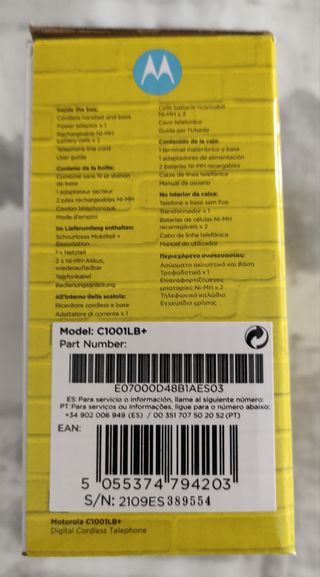 Inside the box:
Cordless handset and base
Power adaptor x 1
Rechargeable Ni-MH
battery cells x 2
Telephone line cord
User guide
Contenu de la boîte:
Combiné sans fil et station
de base
1 adaptateur secteur
2 piles rechargeables Ni-MH
Cordon téléphonique
Mode d'emploi
Im Lieferumfang enthalten:
Schnurloses Mobilteil +
Basisstation
1 x Netzteil
2 x Ni-MH-Akkus,
wiederaufladbar
Telefonkabel
Bedienungsanleitung
All'interno della scatola:
Ricevitore cordless e base
Adattatore di corrente x 1
Celle batterie ricaricabili
Ni-MH x 2
Cavo telefonico
Guida per l'Utente
Contenido de la caja:
1 terminal inalámbrico y base
1 adaptadores de alimentación
2 baterías Ni-MH recargables
Cable de línea telefónica
Manual de usuario
No interior da caixa:
Telefone e base sem fios
Transformador x 1
Baterias de células Ni-MH
recarregáveis x 2
Cabo de linha telefónica
Manual do utilizador
Περιεχόμενα συσκευασίας:
Ασύρματο ακουστικό και βάση
Τροφοδοτικό x 1
Επαναφορτιζόμενες
μπαταρίες Ni-MH x 2
Τηλεφωνικό καλώδιο
Εγχειρίδιο χρήσης
Model: C1001LB+
Part Number:
E07000D48B1AES03
ES: Para servicio o información, llame al siguiente número:
PT: Para serviços ou informações, ligue para o número abaixo:
+34 902 006 949 (ES) / 00 351 707 50 20 52 (PT)
EAN:
5 055374 794203
S/N: 2109ES389554
Motorola C1001LB+
Digital Cordless Telephone